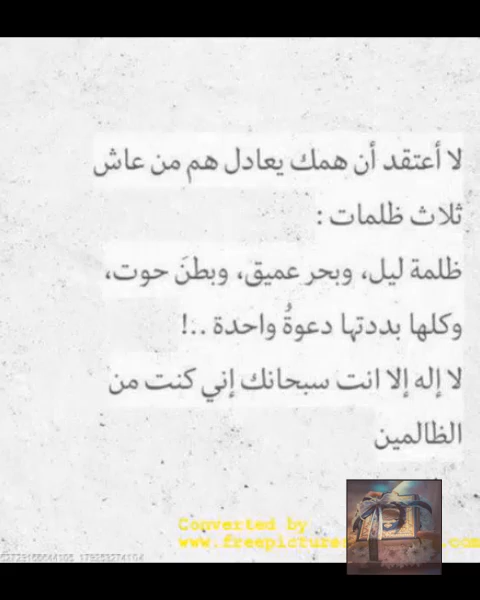 لا أعتقد أن همك يعادل هم من عاش
ثلاث ظلمات :
ظلمة ليل، وبحر عميق، وبطنَ حوت،
وكلها بددتها دعوةُ واحدة ..!
لا إله إلا انت سبحانك إني كنت من
الظالمين
Converted by
www.freepicture